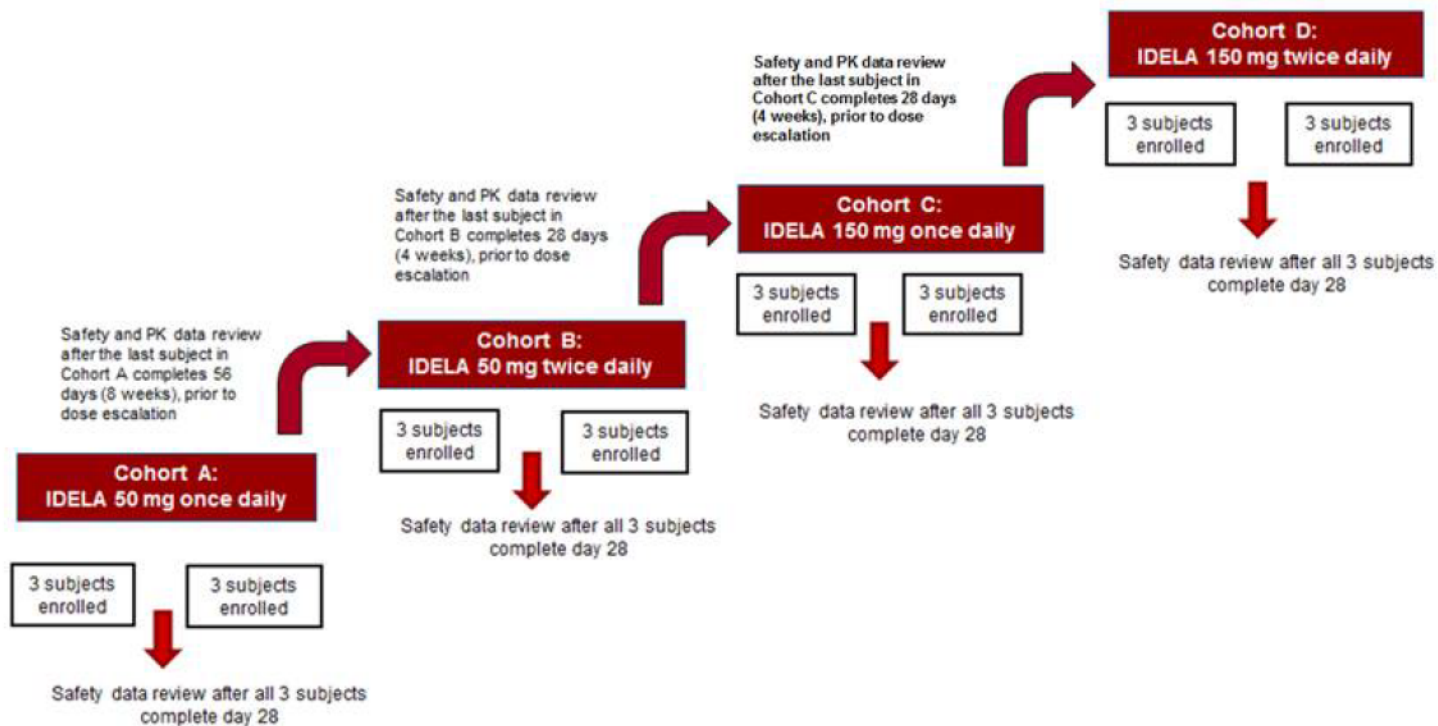 Cohort A:
IDELA 50 mg once daily
3 subjects
enrolled
3 subjects
enrolled
Safety data review after all 3 subjects
complete day 28
Safety and PK data review
after the last subject in
Cohort A completes 56
days (8 weeks), prior to
dose escalation
Cohort B:
IDELA 50 mg twice daily
3 subjects
enrolled
3 subjects
enrolled
Safety data review after all 3 subjects
complete day 28
Safety and PK data review
after the last subject in
Cohort B completes 28 days
(4 weeks), prior to dose
escalation
Cohort C:
IDELA 150 mg once daily
3 subjects
enrolled
3 subjects
enrolled
Safety data review after all 3 subjects
complete day 28
Safety and PK data review
after the last subject in
Cohort C completes 28 days
(4 weeks), prior to dose
escalation
Cohort D:
IDELA 150 mg twice daily
3 subjects
enrolled
3 subjects
enrolled
Safety data review after all 3 subjects
complete day 28